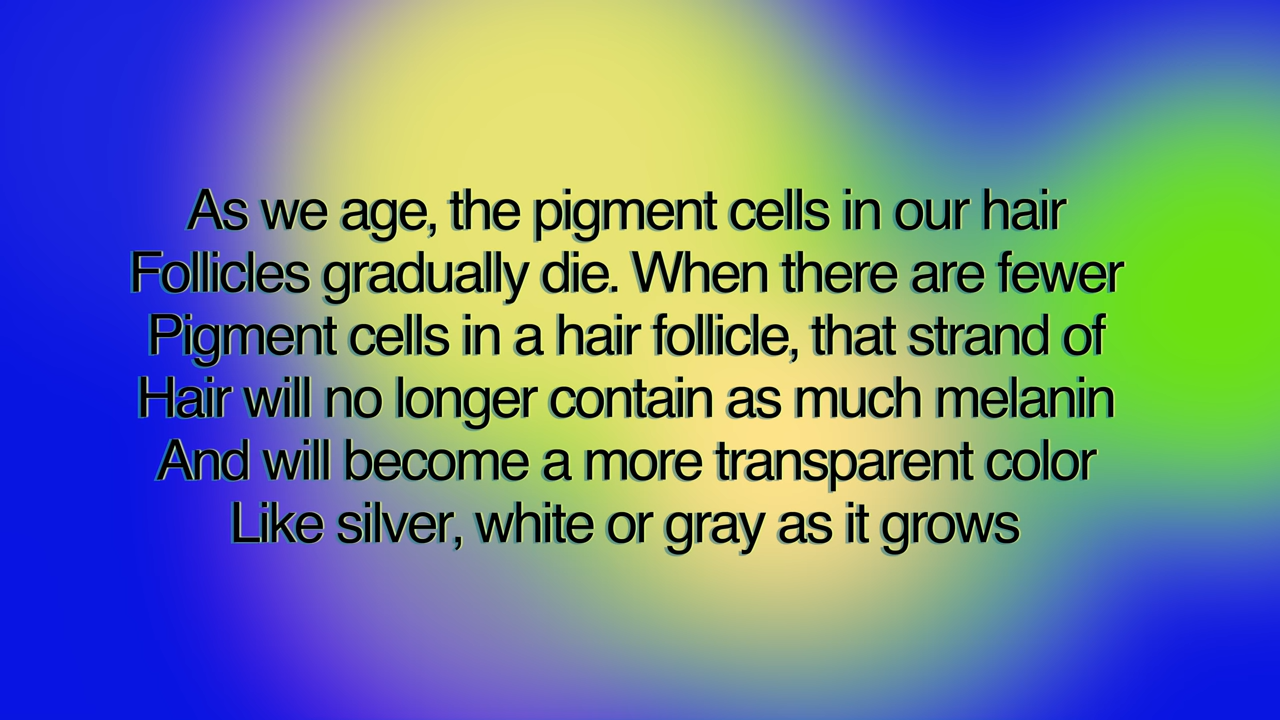 As we age, the pigment cells in our hair
Follicles gradually die. When there are fewer
Pigment cells in a hair follicle, that strand of
Hair will no longer contain as much melanin
And will become a more transparent color
Like silver, white or gray as it grows